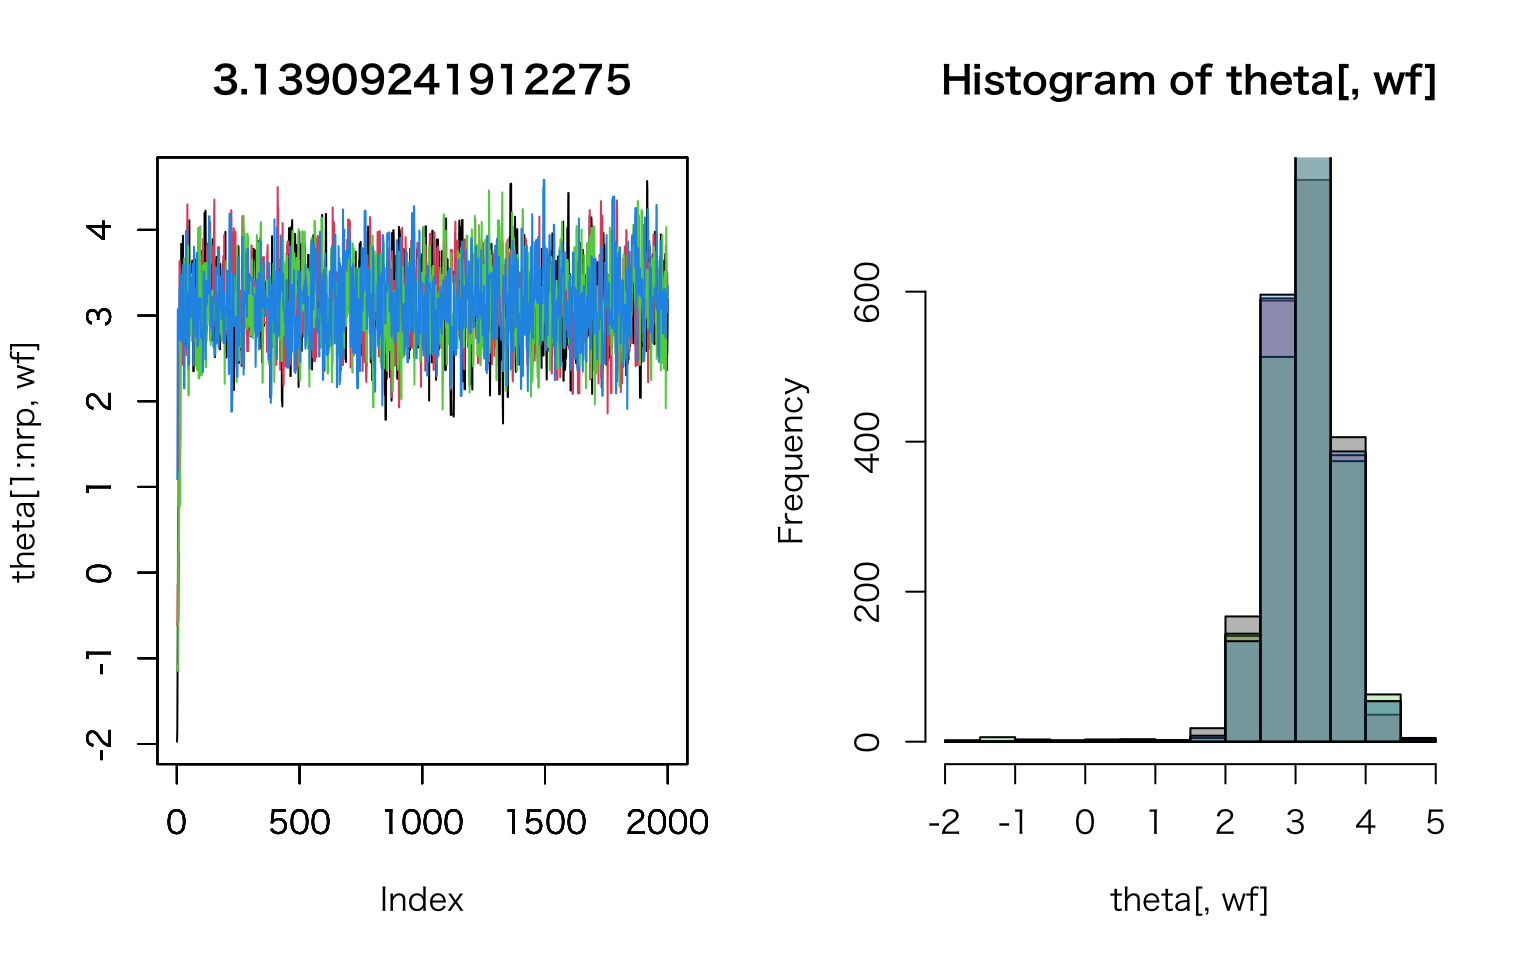 3.13909241912275
theta[1:nrp, wf]
4
3
2
1
0
-1
-2
0 500 1000 1500 2000
Index
Histogram of theta[, wf]
Frequency
600
400
200
0
-2 -1 0 1 2 3 4 5
theta[, wf]